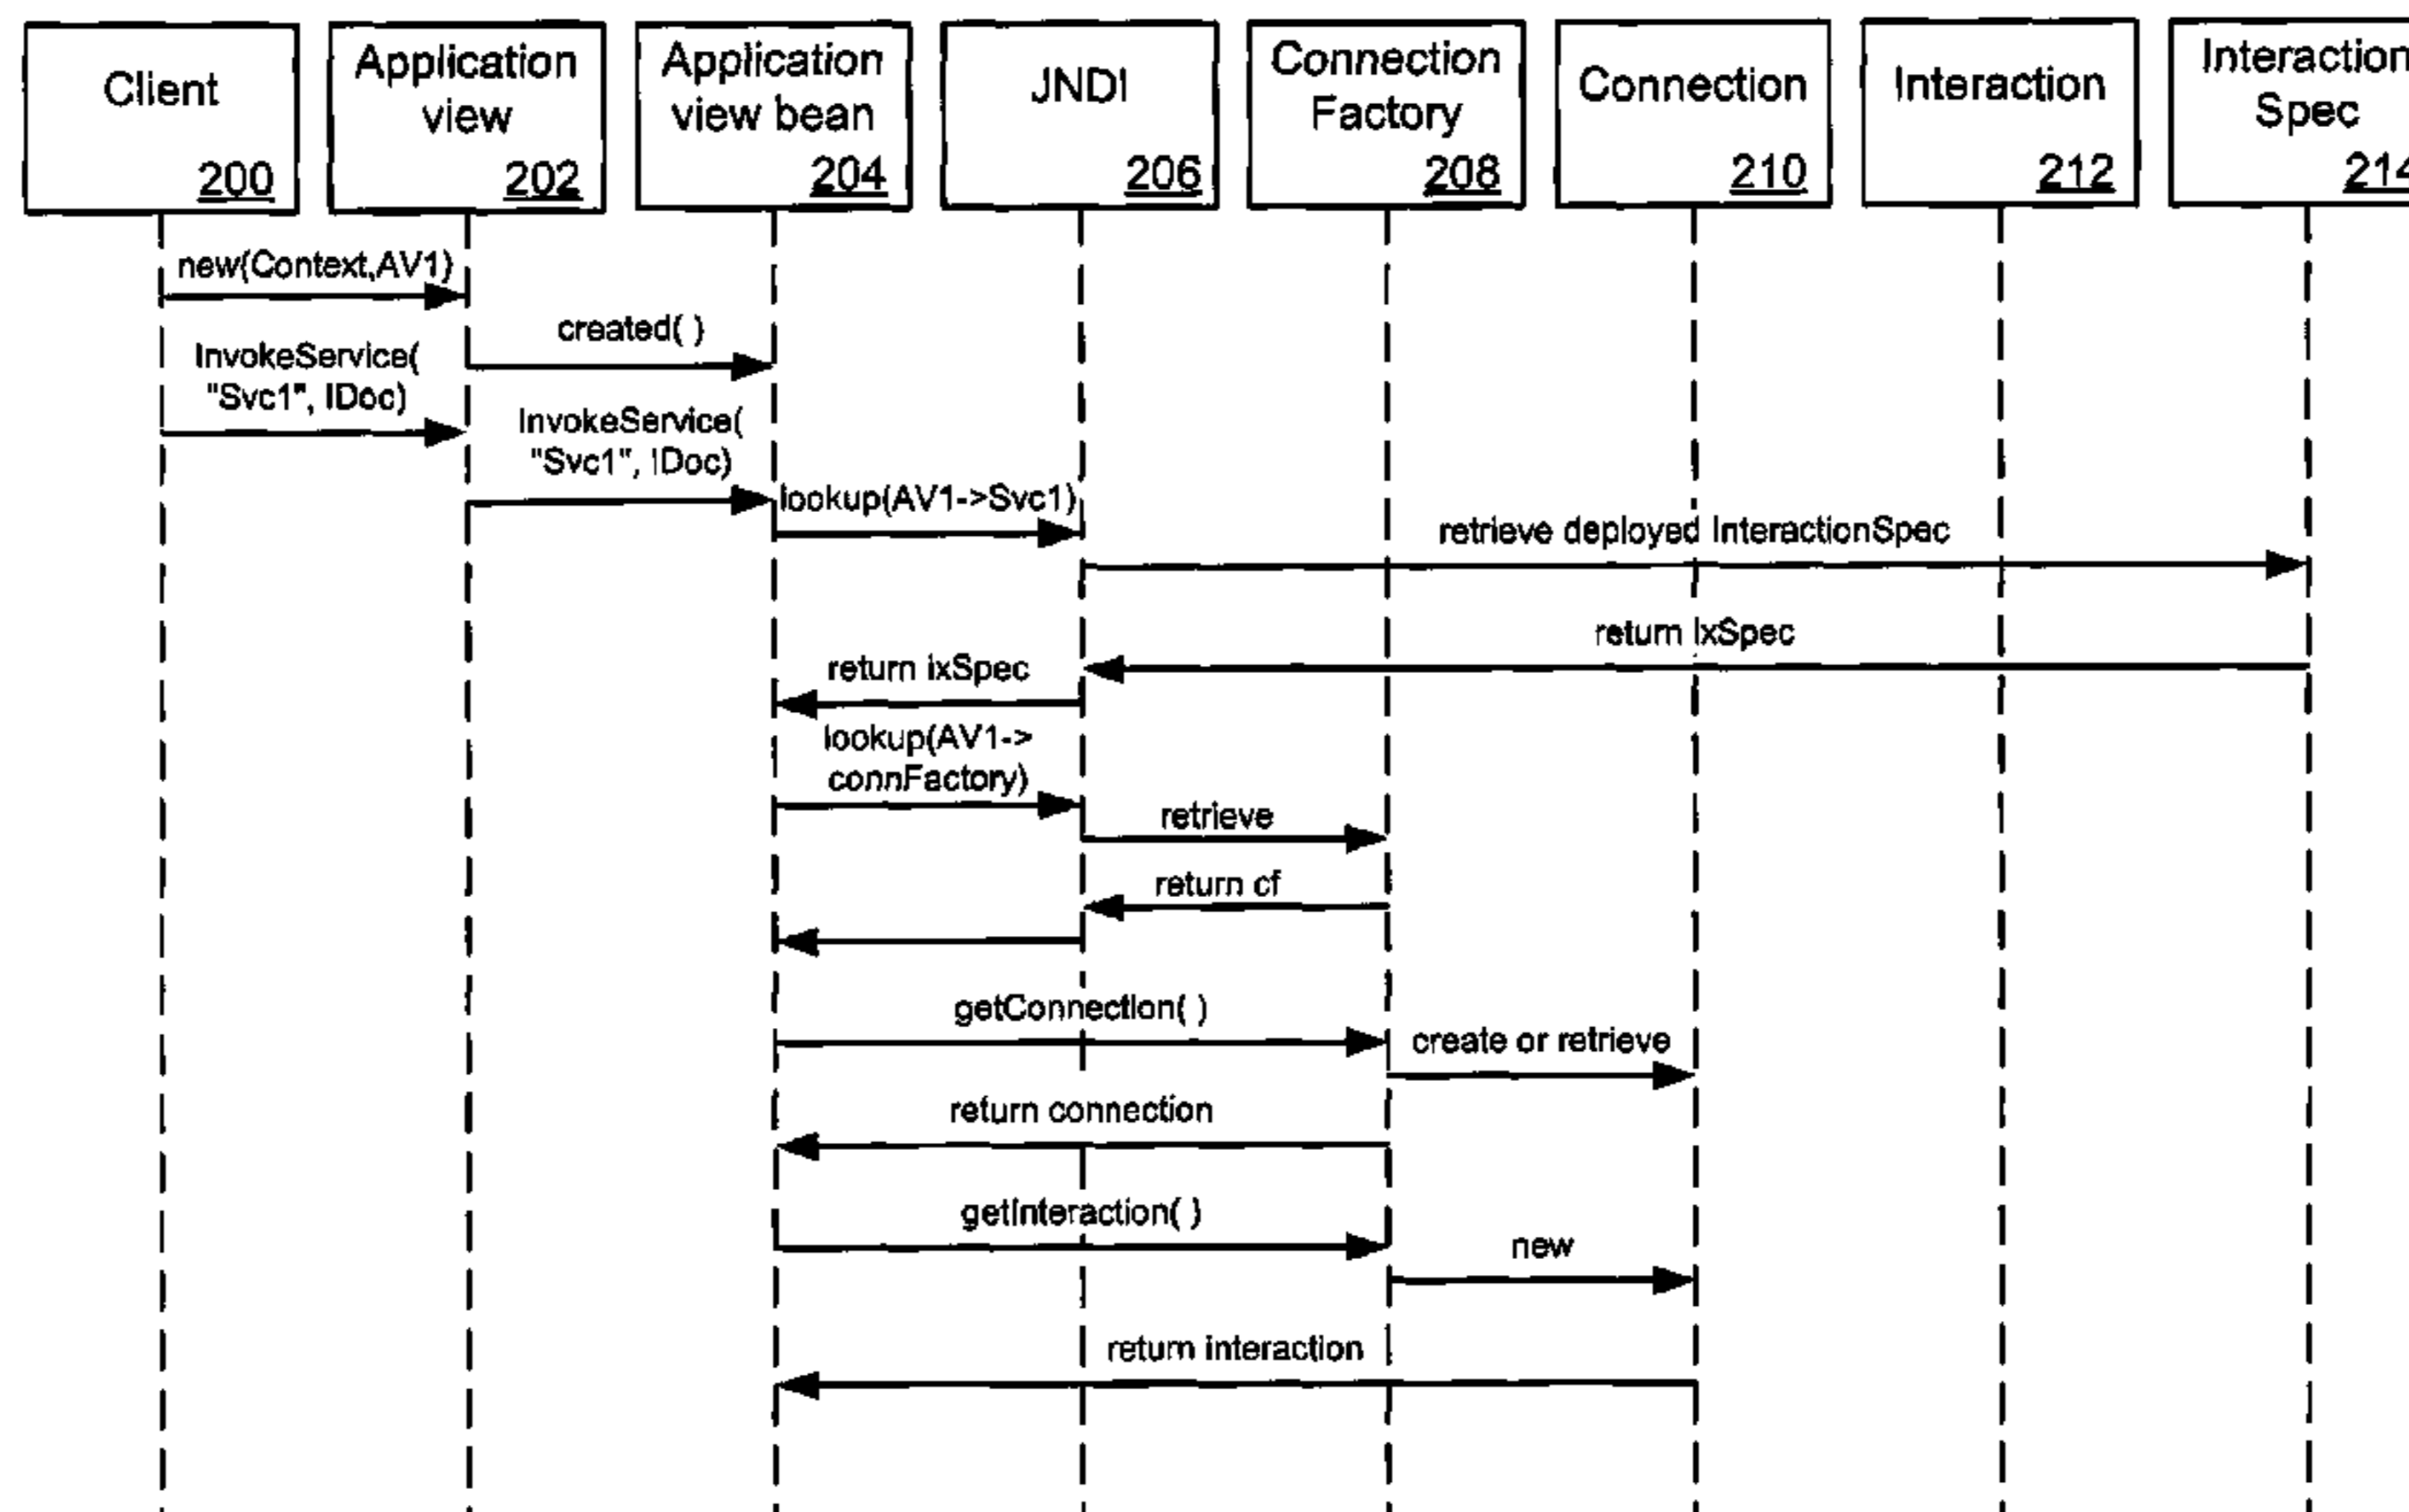 Client
200
Application
view
202
Application
view bean
204
JNDI
206
Connection
Factory
208
Connection
210
Interaction
212
Interaction
Spec
214
new(Context,AV1)
created( )
InvokeService(
"Svc1", IDoc)
InvokeService(
"Svc1", IDoc)
lookup(AV1->Svc1)
retrieve deployed InteractionSpec
return IxSpec
return ixSpec
lookup(AV1->
connFactory)
retrieve
return cf
getConnection( )
create or retrieve
return connection
getInteraction( )
new
return interaction